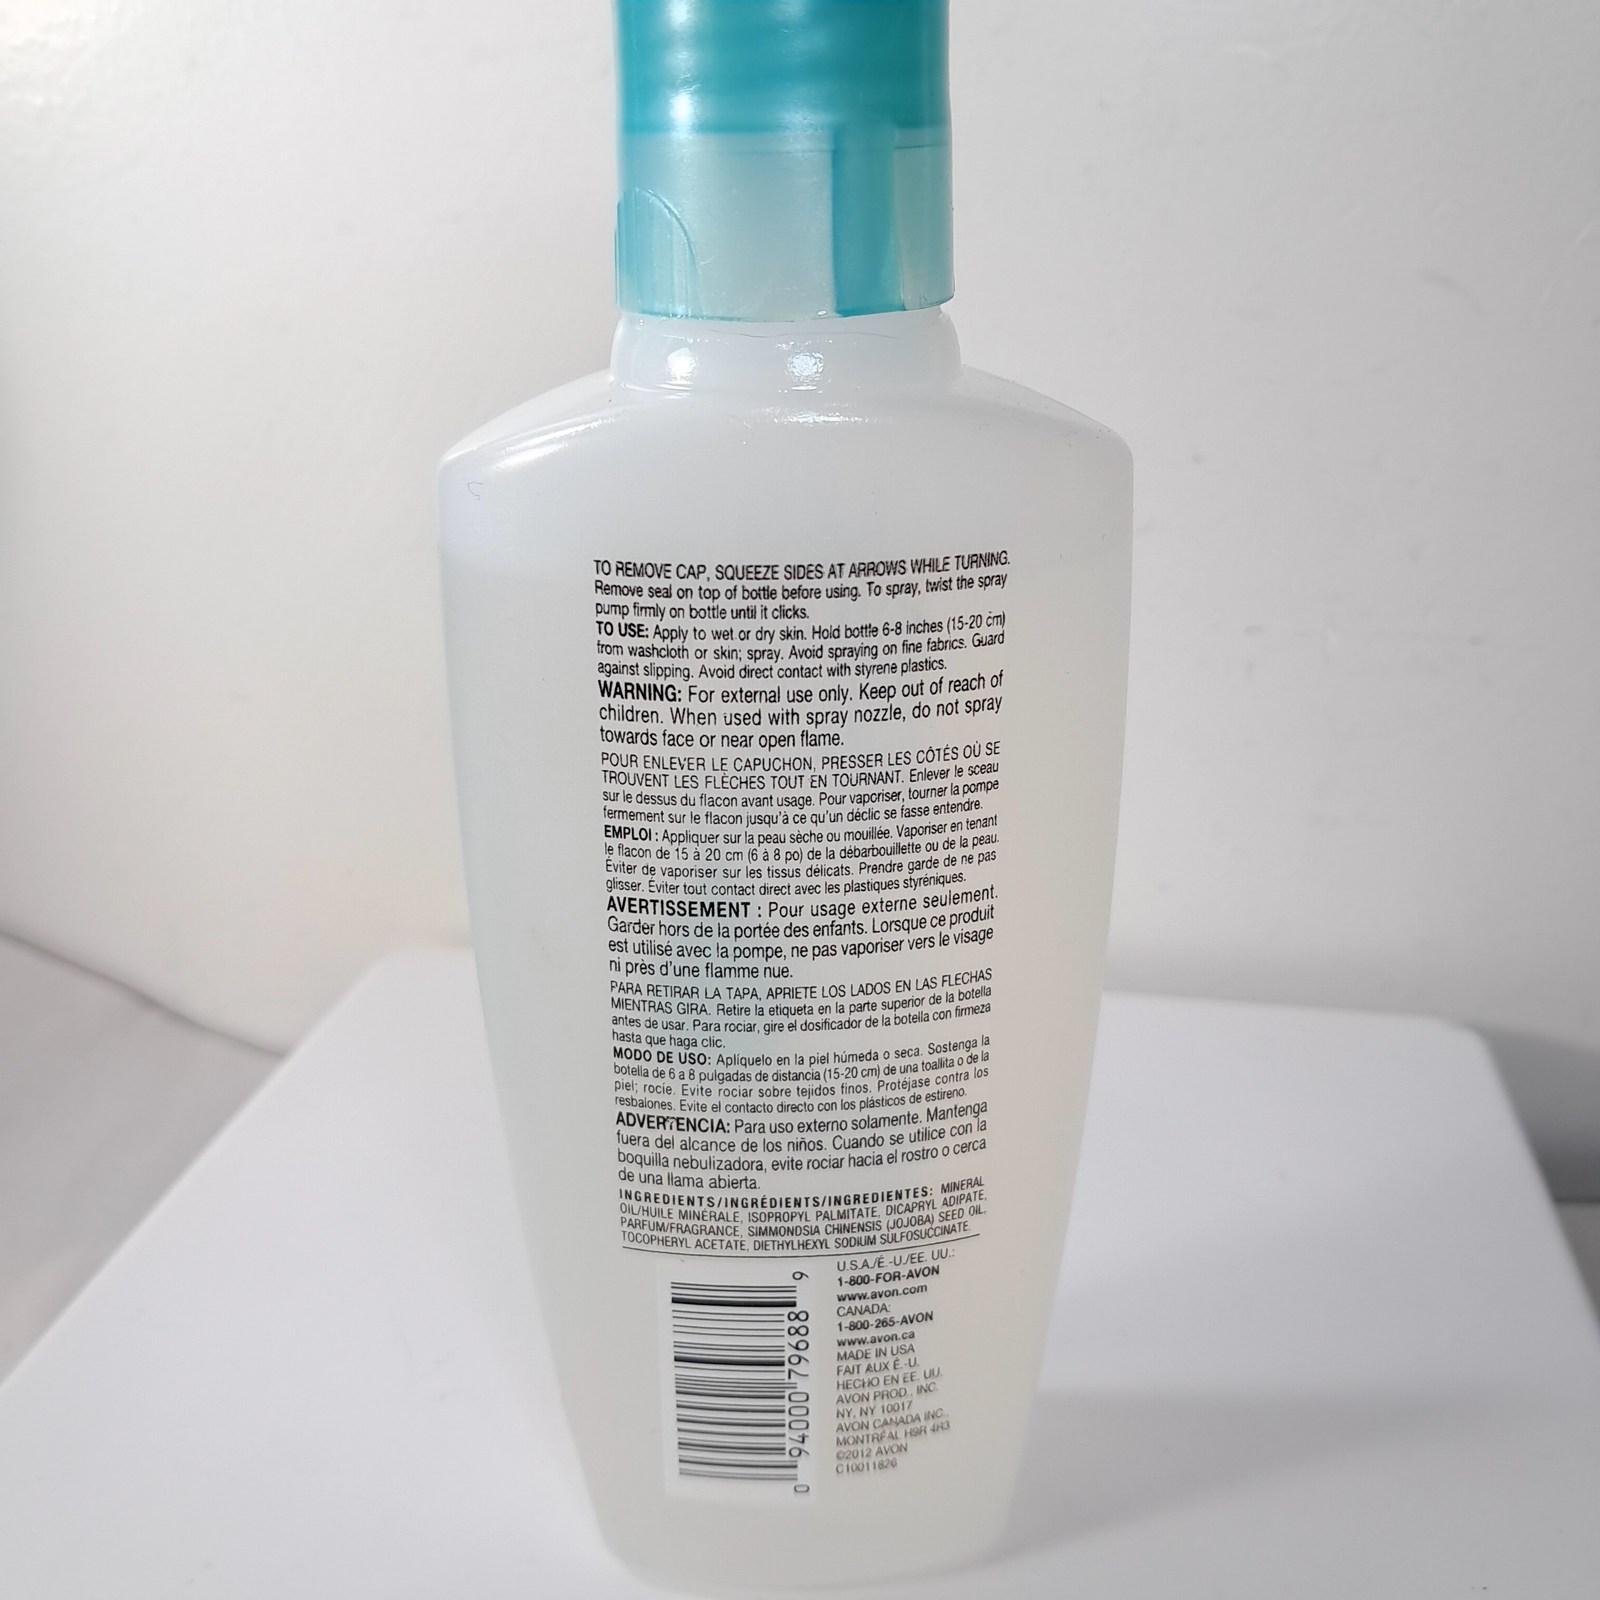 TO REMOVE CAP, SQUEEZE SIDES AT ARROWS WHILE TURNING.
Remove seal on top of bottle before using. To spray, twist the spray
pump firmly on bottle until it clicks.
TO USE: Apply to wet or dry skin. Hold bottle 6-8 inches (15-20 cm)
from washcloth or skin; spray. Avoid spraying on fine fabrics. Guard
against slipping. Avoid direct contact with styrene plastics.
WARNING: For external use only. Keep out of reach of
children. When used with spray nozzle, do not spray
towards face or near open flame.
POUR ENLEVER LE CAPUCHON, PRESSER LES CÔTÉS OÙ SE
TROUVENT LES FLÈCHES TOUT EN TOURNANT. Enlever le sceau
sur le dessus du flacon avant usage. Pour vaporiser, tourner la pompe
fermement sur le flacon jusqu'à ce qu'un déclic se fasse entendre.
EMPLOI : Appliquer sur la peau sèche ou mouillée. Vaporiser en tenant
le flacon de 15 à 20 cm (6 à 8 po) de la débarbouillette ou de la peau.
Éviter de vaporiser sur les tissus délicats. Prendre garde de ne pas
glisser. Éviter tout contact direct avec les plastiques styréniques.
AVERTISSEMENT : Pour usage externe seulement.
Garder hors de la portée des enfants. Lorsque ce produit
est utilisé avec la pompe, ne pas vaporiser vers le visage
ni près d'une flamme nue.
PARA RETIRAR LA TAPA, APRIETE LOS LADOS EN LAS FLECHAS
MIENTRAS GIRA. Retire la etiqueta en la parte superior de la botella
antes de usar. Para rociar, gire el dosificador de la botella con firmeza
hasta que haga clic.
MODO DE USO: Aplíquelo en la piel húmeda o seca. Sostenga la
botella de 6 a 8 pulgadas de distancia (15-20 cm) de una toallita o de la
piel; rocíe. Evite rociar sobre tejidos finos. Protéjase contra los
resbalones. Evite el contacto directo con los plásticos de estireno.
ADVERTENCIA: Para uso externo solamente. Mantenga
fuera del alcance de los niños. Cuando se utilice con la
boquilla nebulizadora, evite rociar hacia el rostro o cerca
de una llama abierta.
INGREDIENTS/INGRÉDIENTS/INGREDIENTES: MINERAL
OIL/HUILE MINÉRALE, ISOPROPYL PALMITATE, DICAPRYL ADIPATE,
PARFUM/FRAGRANCE, SIMMONDSIA CHINENSIS (JOJOBA) SEED OIL,
TOCOPHERYL ACETATE, DIETHYLHEXYL SODIUM SULFOSUCCINATE.
0 94000 79688 9
U.S.A./É.-U./EE. UU.:
1-800-FOR-AVON
www.avon.com
CANADA:
1-800-265-AVON
www.avon.ca
MADE IN USA
FAIT AUX É.-U.
HECHO EN EE. UU.
AVON PROD., INC.
NY, NY 10017
AVON CANADA INC.,
MONTRÉAL H9R 4R3
©2012 AVON
C10011826